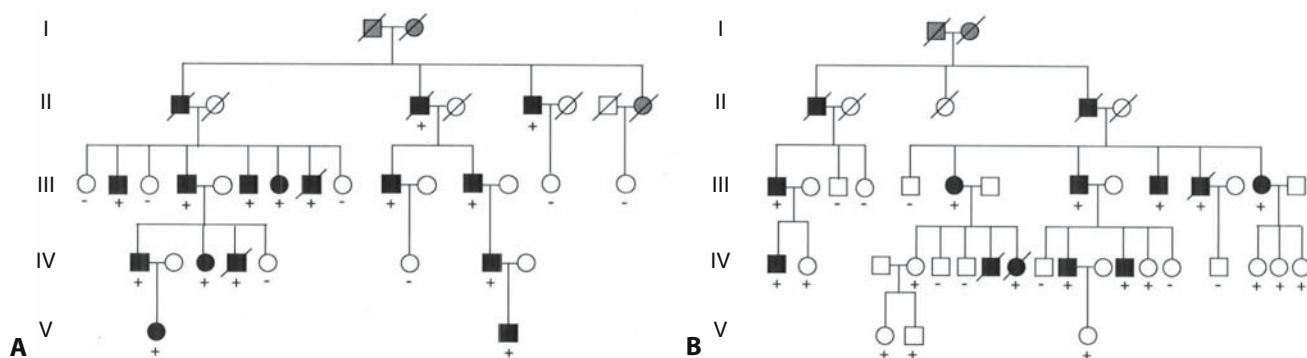 I I
II II
+ +
III III
- + - + + + + - + + - - + - - - + + + + +
IV IV
+ + + - - + + + + - - + - + + + - - + + +
V V
+ + + + +
A B